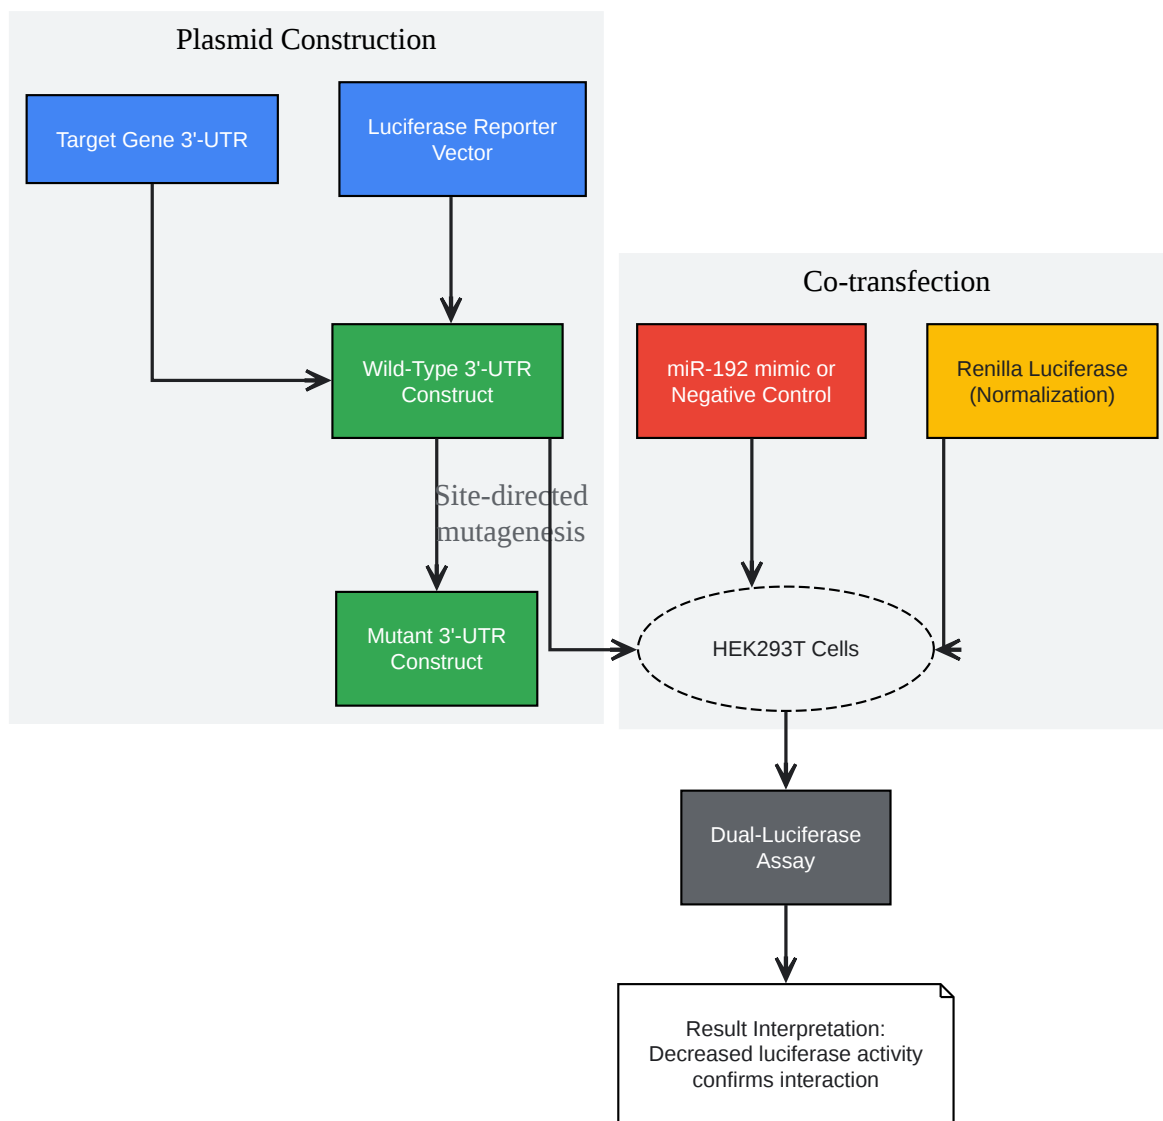 Plasmid Construction
Target Gene 3'-UTR
Luciferase Reporter
Vector
Co-transfection
Wild-Type 3'-UTR
Construct
miR-192 mimic or
Negative Control
Renilla Luciferase
(Normalization)
Site-directed
mutagenesis
Mutant 3'-UTR
Construct
HEK293T Cells
Dual-Luciferase
Assay
Result Interpretation:
Decreased luciferase activity
confirms interaction